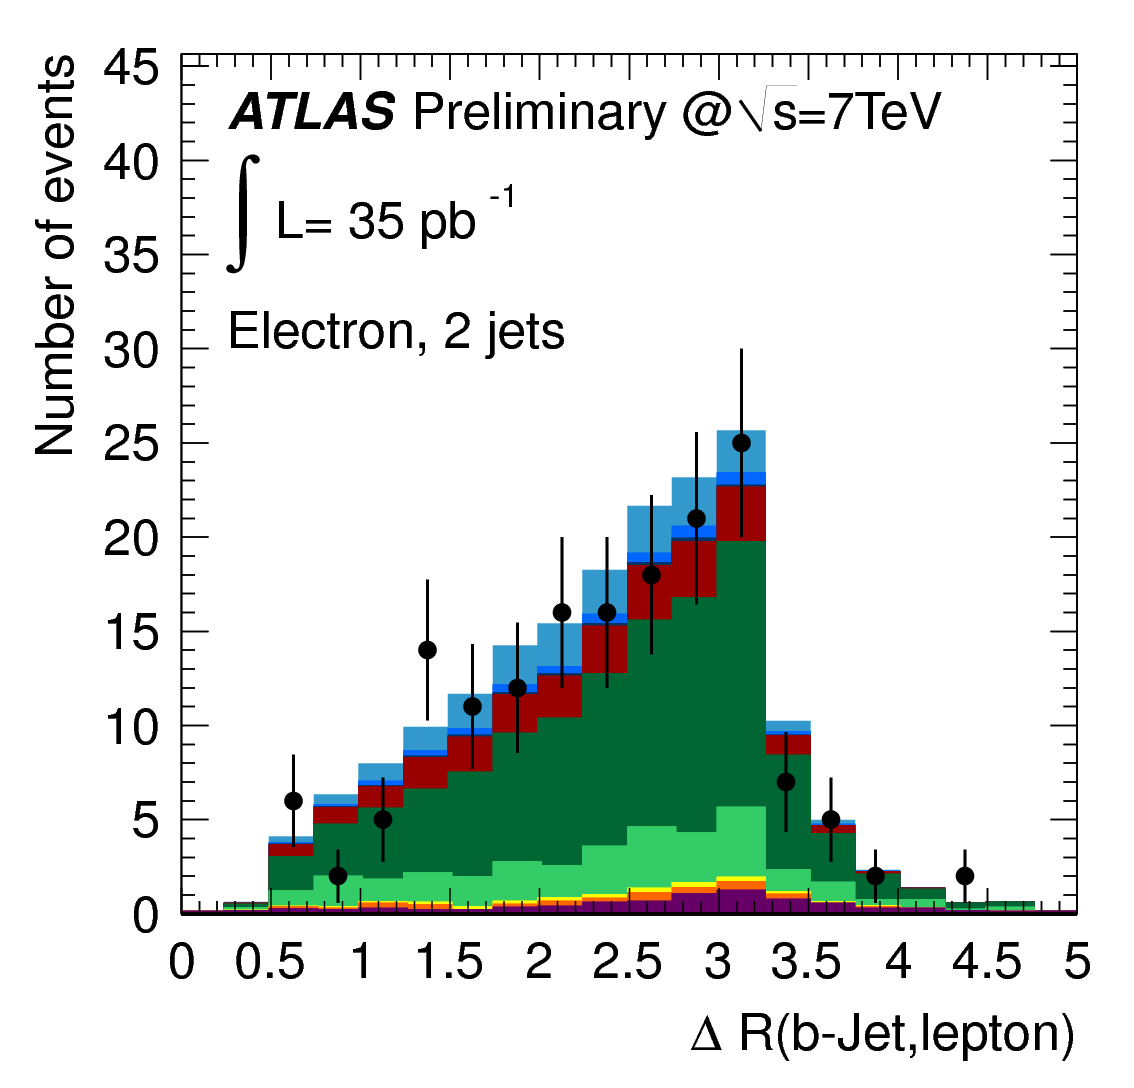 Number of events
45
40
35
30
25
20
15
10
5
0
ATLAS Preliminary @√s=7TeV
∫ L= 35 pb⁻¹
Electron, 2 jets
0 0.5 1 1.5 2 2.5 3 3.5 4 4.5 5
Δ R(b-Jet,lepton)